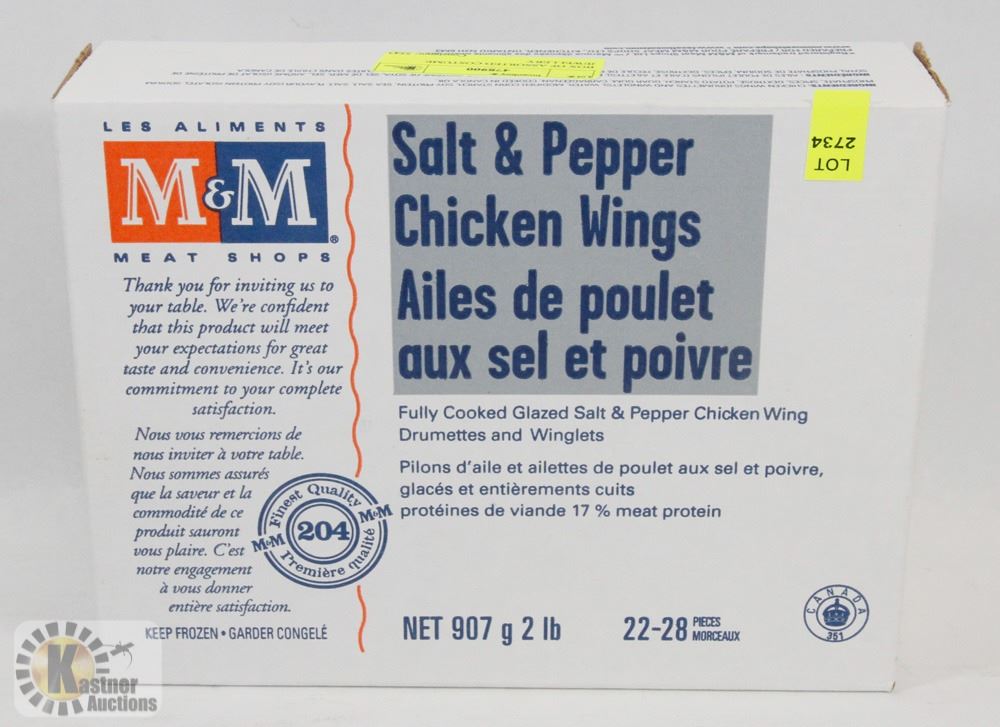 LES ALIMENTS
M&M®
MEAT SHOPS
Thank you for inviting us to
your table. We're confident
that this product will meet
your expectations for great
taste and convenience. It's our
commitment to your complete
satisfaction.
Nous vous remercions de
nous inviter à votre table.
Nous sommes assurés
que la saveur et la
commodité de ce
produit sauront
vous plaire. C'est
notre engagement
à vous donner
entière satisfaction.
KEEP FROZEN • GARDER CONGELÉ
Finest Quality
M&M 204 M&M
Première qualité
Salt & Pepper
Chicken Wings
Ailes de poulet
aux sel et poivre
Fully Cooked Glazed Salt & Pepper Chicken Wing
Drumettes and Winglets
Pilons d'aile et ailettes de poulet aux sel et poivre,
glacés et entièrements cuits
protéines de viande 17 % meat protein
NET 907 g 2 lb
22-28 PIECES
MORCEAUX
CANADA
351
LOT
2734
BOX OF ASSORTED COSTUME
JEWELLERY
Kastner
Auctions